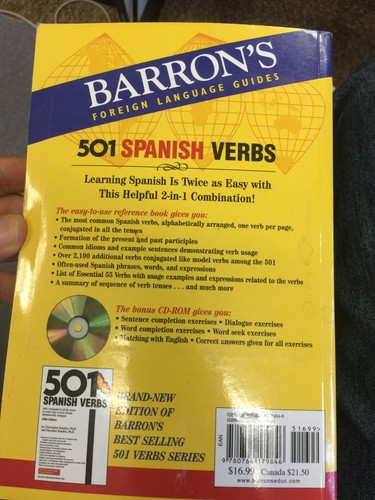 BARRON'S
FOREIGN LANGUAGE GUIDES
501 SPANISH VERBS
Learning Spanish Is Twice as Easy with
This Helpful 2-in-1 Combination!
The easy-to-use reference book gives you:
• The most common Spanish verbs, alphabetically arranged, one verb per page,
conjugated in all the tenses
• Formation of the present and past participles
• Common idioms and example sentences demonstrating verb usage
• Over 2,100 additional verbs conjugated like model verbs among the 501
• Often-used Spanish phrases, words, and expressions
• List of Essential 55 Verbs with usage examples and expressions related to the verbs
• A summary of sequence of verb tenses . . . and much more
The bonus CD-ROM gives you:
• Sentence completion exercises • Dialogue exercises
• Word completion exercises • Word seek exercises
• Matching with English • Correct answers given for all exercises
501
SPANISH VERBS
BRAND-NEW
EDITION OF
BARRON'S
BEST SELLING
501 VERBS SERIES
EAN
51699
9 780764 179846
$16.99 Canada $21.50
www.barronseduc.com